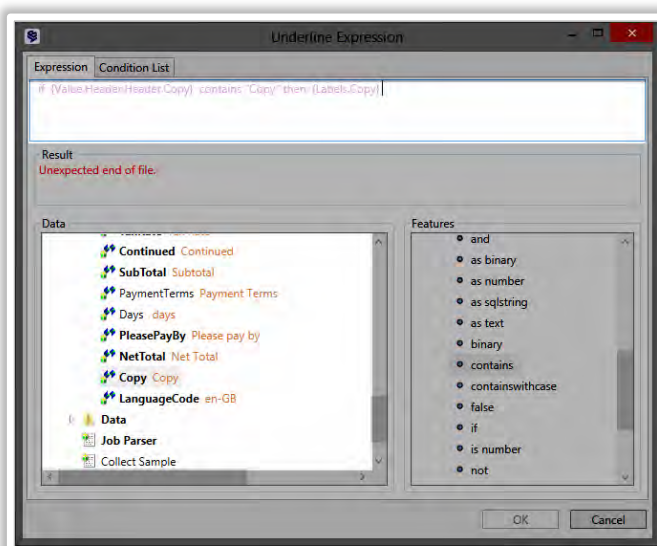 Underline Expression
Expression
Condition List
if {Value.Header.Header.Copy} contains "Copy" then {Labels.Copy}
Result
Unexpected end of file.
Data
Continued Continued
SubTotal Subtotal
PaymentTerms Payment Terms
Days days
PleasePayBy Please pay by
NetTotal Net Total
Copy Copy
LanguageCode en-GB
Data
Job Parser
Collect Sample
Features
and
as binary
as number
as sqlstring
as text
binary
contains
containswithcase
false
if
is number
not
OK
Cancel